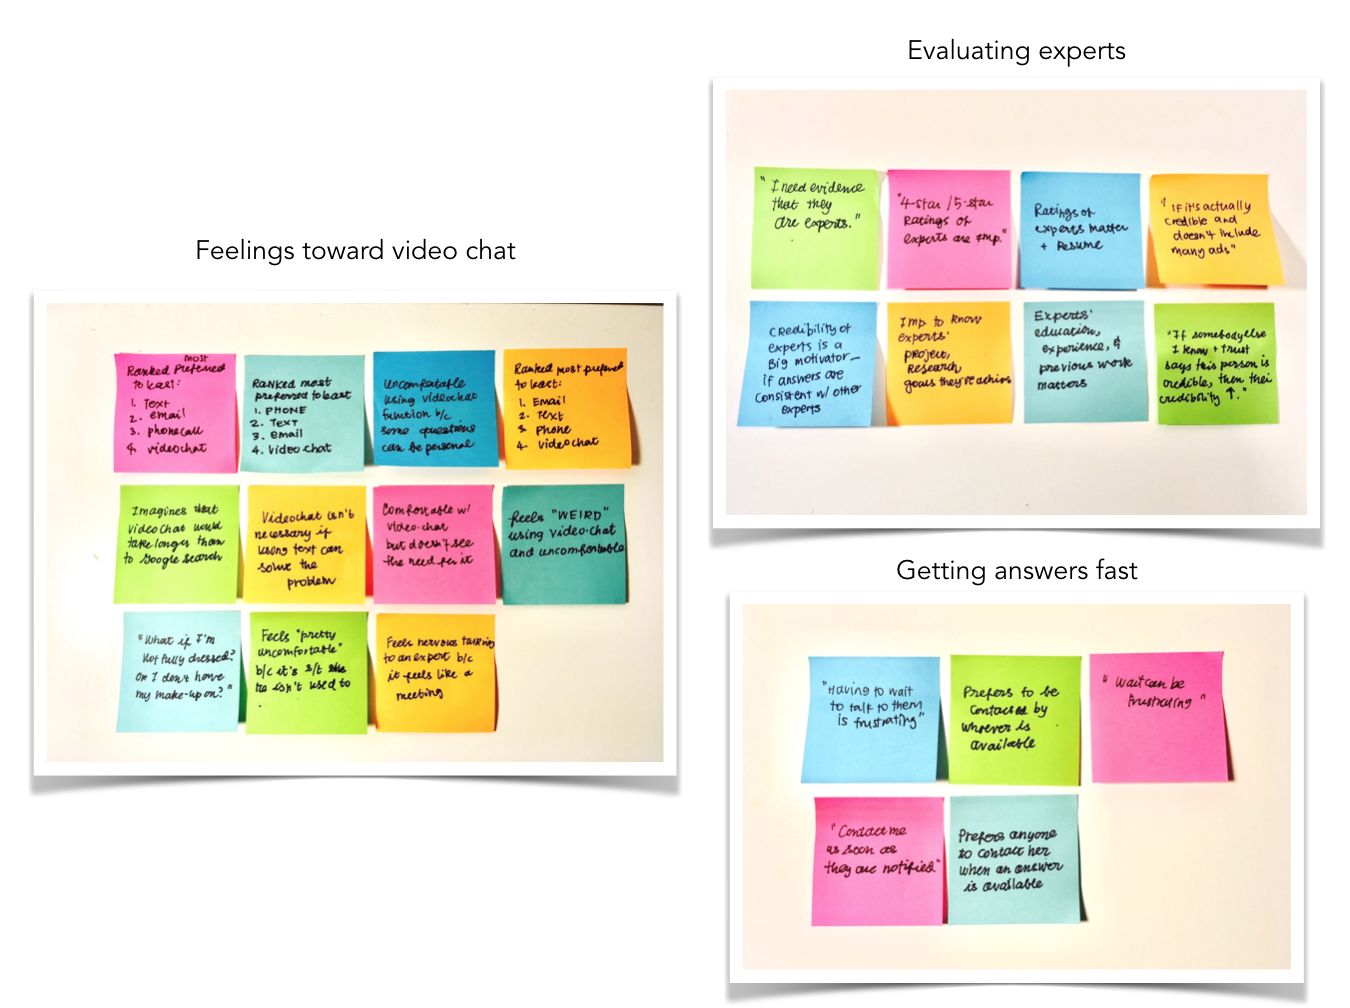 Feelings toward video chat
most
Ranked Preferred
to least:
1. Text
2. email
3. phone call
4. videochat
Ranked most
preferred to least
1. PHONE
2. Text
3. email
4. Video chat
Uncomfortable
using videochat
function b/c
some questions
can be personal
Ranked most preferred
to least:
1. Email
2. Text
3. Phone
4. Videochat
Imagines that
video chat would
take longer than
to Google search
Videochat isn't
necessary if
using text can
solve the
problem
Comfortable w/
video-chat
but doesn't see
the need for it
feels "WEIRD"
using video-chat
and uncomfortable
"What if I'm
not fully dressed?
Or I don't have
my make-up on?"
Feels "pretty
uncomfortable"
b/c it's s/t
he isn't used to
Feels nervous talking
to an expert b/c
it feels like a
meeting
Evaluating experts
"I need evidence
that they
are experts."
"4-star/5-star
Ratings of
experts are Imp."
Ratings of
experts matter
+ Resume
"If it's actually
credible and
doesn't include
many ads"
Credibility of
experts is a
Big motivator—
if answers are
consistent w/ other
experts
Imp to know
experts'
project,
Research,
goals they're achieving
Experts'
education,
experience, &
previous work
matters
"If somebody else
I know + trust
says this person is
credible, then their
credibility ↑."
Getting answers fast
"Having to wait
to talk to them
is frustrating"
Prefers to be
contacted by
whoever is
available
"Wait can be
frustrating"
"Contact me
as soon as
they are notified."
Prefers anyone
to contact her
when an answer
is available